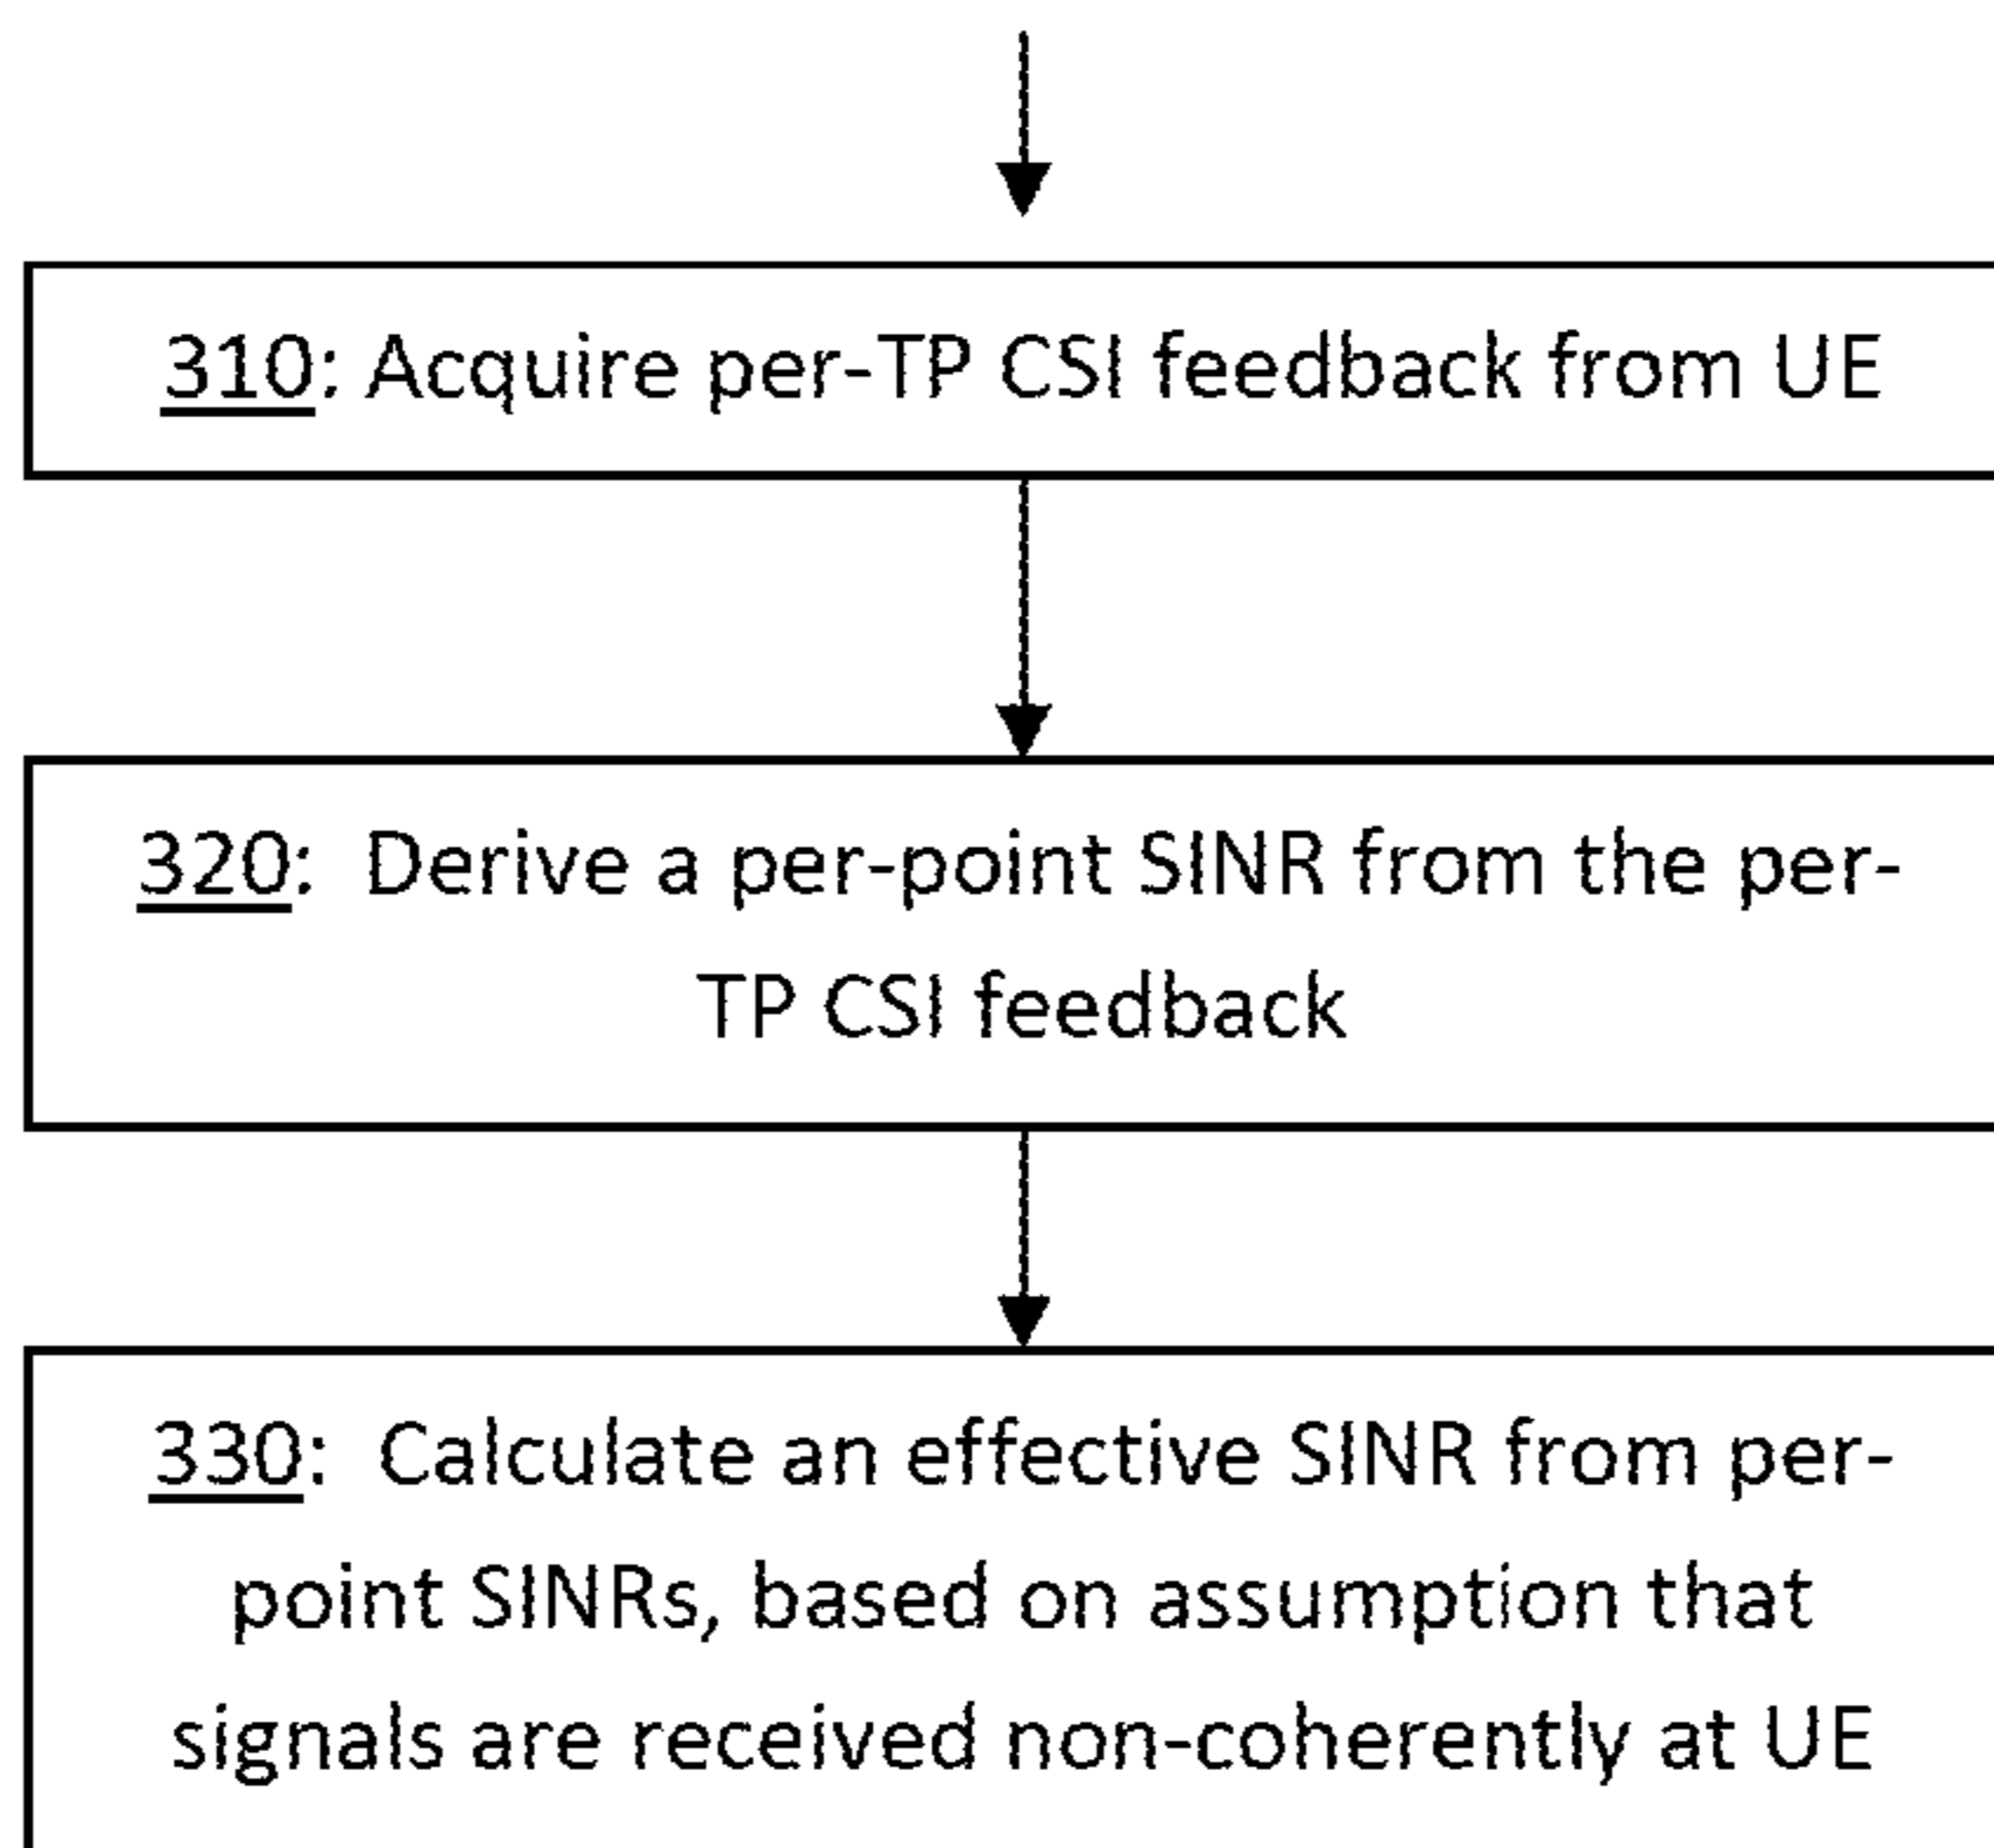 310: Acquire per-TP CSI feedback from UE
320: Derive a per-point SINR from the per-
TP CSI feedback
330: Calculate an effective SINR from per-
point SINRs, based on assumption that
signals are received non-coherently at UE